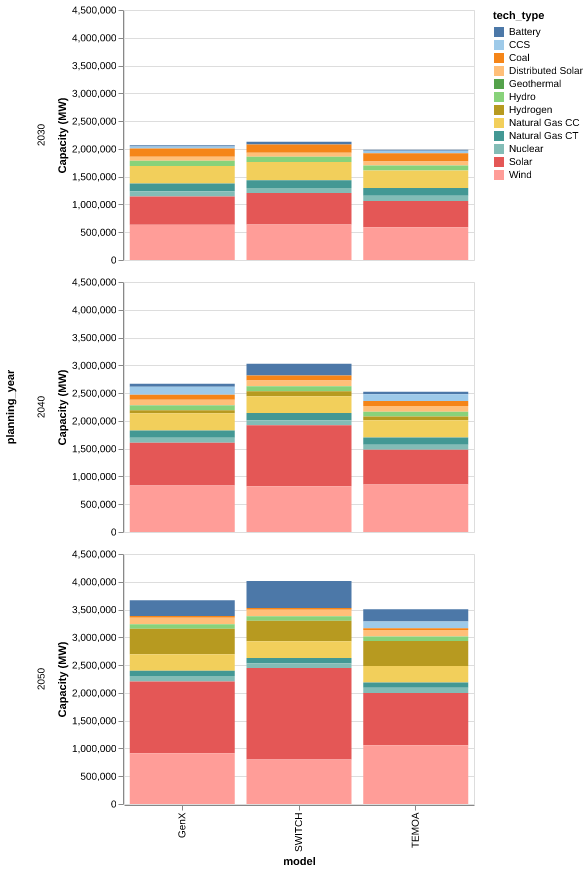 tech_type
Battery
CCS
Coal
Distributed Solar
Geothermal
Hydro
Hydrogen
Natural Gas CC
Natural Gas CT
Nuclear
Solar
Wind
planning_year
2030
Capacity (MW)
4,500,000
4,000,000
3,500,000
3,000,000
2,500,000
2,000,000
1,500,000
1,000,000
500,000
0
2040
Capacity (MW)
4,500,000
4,000,000
3,500,000
3,000,000
2,500,000
2,000,000
1,500,000
1,000,000
500,000
0
2050
Capacity (MW)
4,500,000
4,000,000
3,500,000
3,000,000
2,500,000
2,000,000
1,500,000
1,000,000
500,000
0
GenX
SWITCH
TEMOA
model